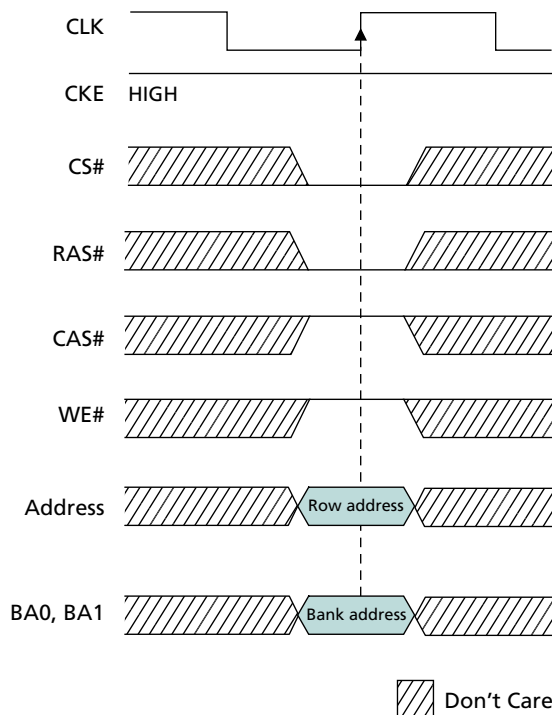 CLK
CKE HIGH
CS#
RAS#
CAS#
WE#
Address Row address
BA0, BA1 Bank address
Don't Care